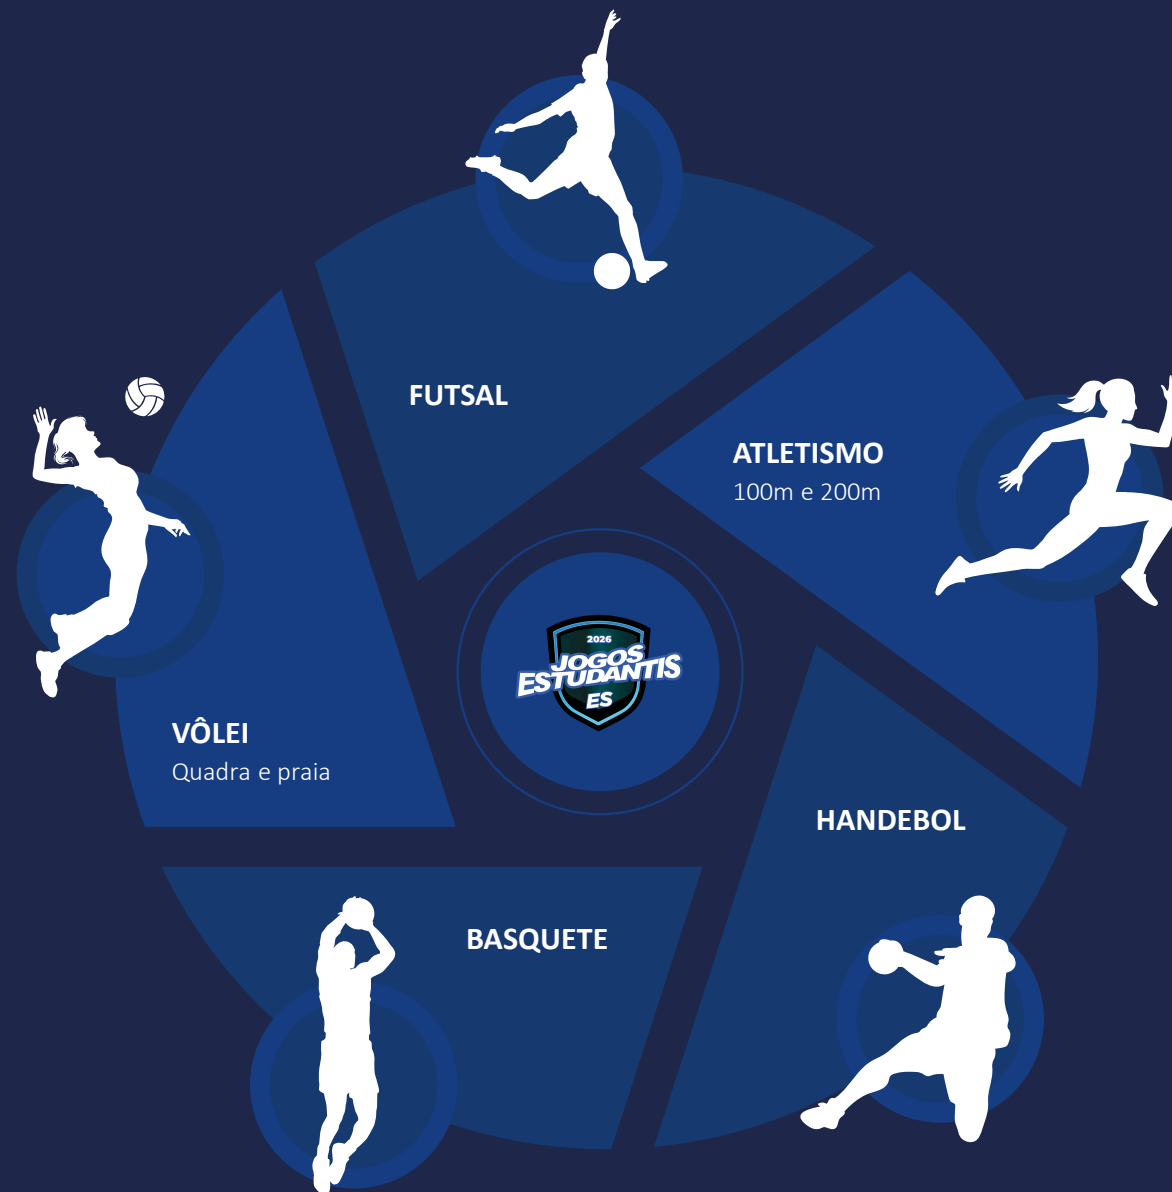 FUTSAL
ATLETISMO
100m e 200m
2026
JOGOS
ESTUDANTIS
ES
VÔLEI
Quadra e praia
HANDEBOL
BASQUETE